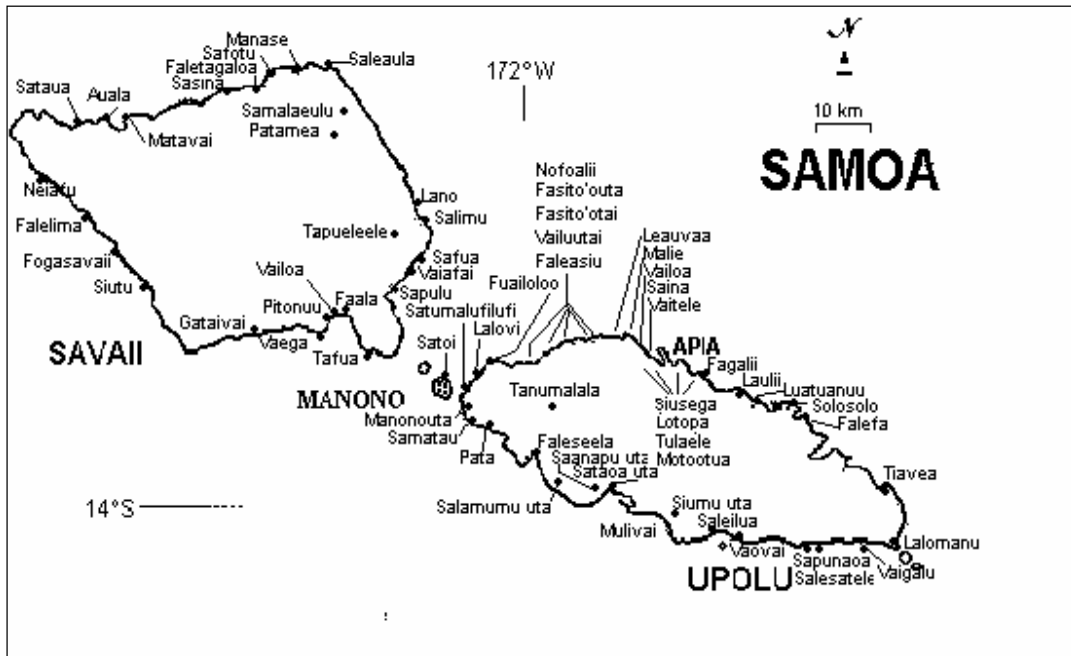 Manase
Safotu
Faletagaloa
Sasina
Saleaula
Sataua
Auala
Matavai
Samalaeulu
Patamea
172°W
N
10 km
SAMOA
Neiafu
Falelima
Fogasavaii
Siutu
Lano
Salimu
Tapueleele
Safua
Vaiafai
Sapulu
Vailoa
Pitonuu
Faala
Gataivai
Vaega
Tafua
SAVAII
Satumalufilufi
Lalovi
Satoi
MANONO
Nofoalii
Fasito'outa
Fasito'otai
Vailuutai
Faleasiu
Fuailoloo
Leauvaa
Malie
Vailoa
Saina
Vaitele
APIA
Fagalii
Laulii
Luatuanuu
Solosolo
Falefa
Tanumalala
Siusega
Lotopa
Tulaele
Motootua
Manonouta
Samatau
Pata
Faleseela
Saanapu uta
Sataoa uta
Salamumu uta
Tiavea
14°S
Mulivai
Siumu uta
Saleilua
Vaovai
Sapunaoa
Salesatele
Vaigalu
Lalomanu
UPOLU